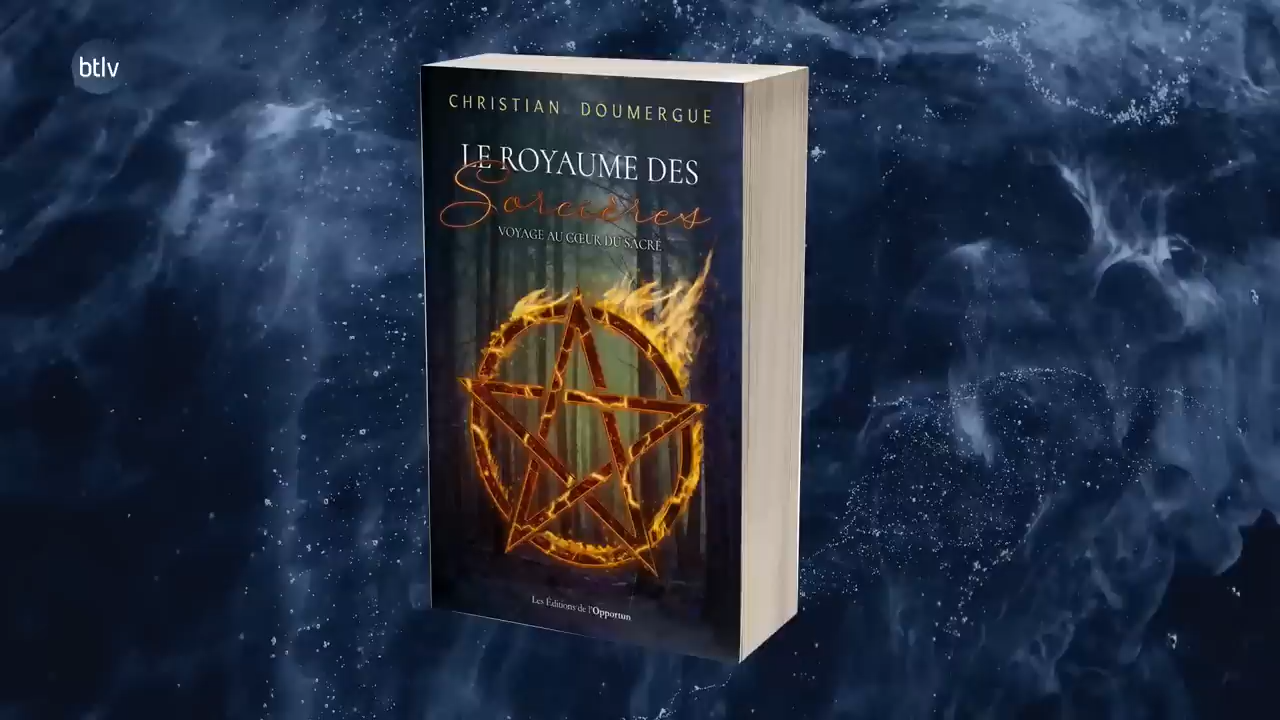 btlv
CHRISTIAN DOUMERGUE
LE ROYAUME DES
Sorcières
VOYAGE AU CŒUR DU SACRÉ
Les Éditions de l'Opportun